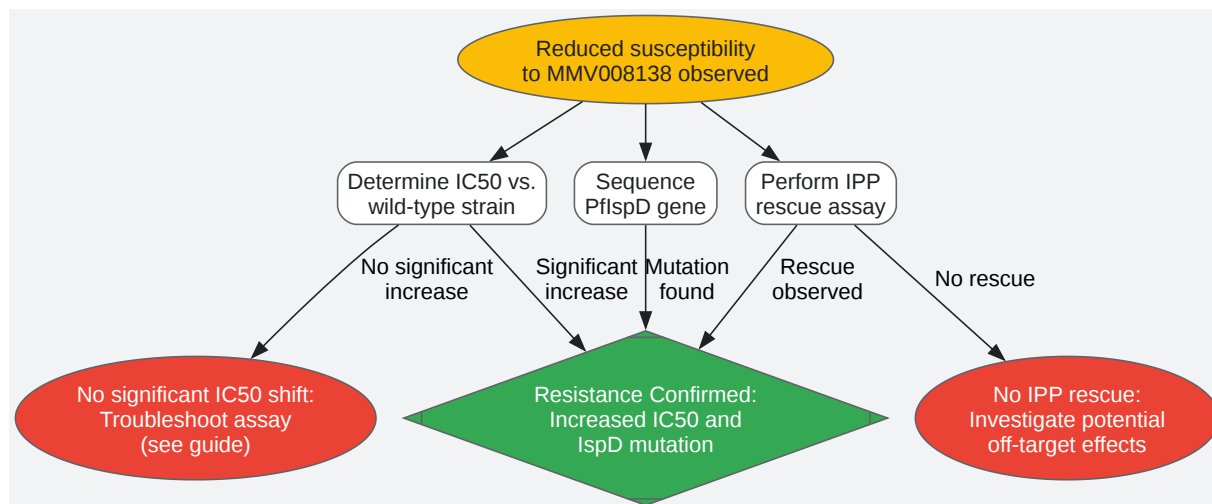 Reduced susceptibility
to MMV008138 observed
Determine IC50 vs.
wild-type strain
Sequence
PfIspD gene
Perform IPP
rescue assay
No significant
increase
Significant
increase
Mutation
found
Rescue
observed
No rescue
No significant IC50 shift:
Troubleshoot assay
(see guide)
Resistance Confirmed:
Increased IC50 and
IspD mutation
No IPP rescue:
Investigate potential
off-target effects